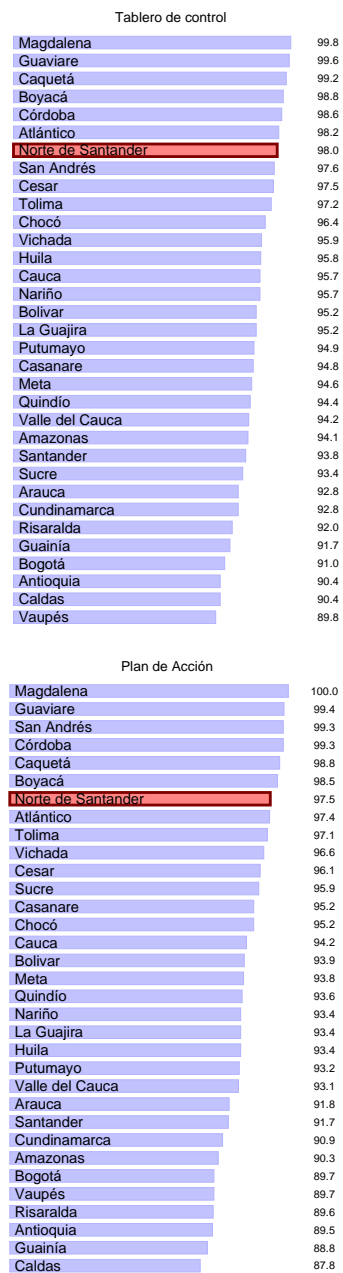 Tablero de control
Magdalena 99.8
Guaviare 99.6
Caquetá 99.2
Boyacá 98.8
Córdoba 98.6
Atlántico 98.2
Norte de Santander 98.0
San Andrés 97.6
Cesar 97.5
Tolima 97.2
Chocó 96.4
Vichada 95.9
Huila 95.8
Cauca 95.7
Nariño 95.7
Bolivar 95.2
La Guajira 95.2
Putumayo 94.9
Casanare 94.8
Meta 94.6
Quindío 94.4
Valle del Cauca 94.2
Amazonas 94.1
Santander 93.8
Sucre 93.4
Arauca 92.8
Cundinamarca 92.8
Risaralda 92.0
Guainía 91.7
Bogotá 91.0
Antioquia 90.4
Caldas 90.4
Vaupés 89.8
Plan de Acción
Magdalena 100.0
Guaviare 99.4
San Andrés 99.3
Córdoba 99.3
Caquetá 98.8
Boyacá 98.5
Norte de Santander 97.5
Atlántico 97.4
Tolima 97.1
Vichada 96.6
Cesar 96.1
Sucre 95.9
Casanare 95.2
Chocó 95.2
Cauca 94.2
Bolivar 93.9
Meta 93.8
Quindío 93.6
Nariño 93.4
La Guajira 93.4
Huila 93.4
Putumayo 93.2
Valle del Cauca 93.1
Arauca 91.8
Santander 91.7
Cundinamarca 90.9
Amazonas 90.3
Bogotá 89.7
Vaupés 89.7
Risaralda 89.6
Antioquia 89.5
Guainía 88.8
Caldas 87.8